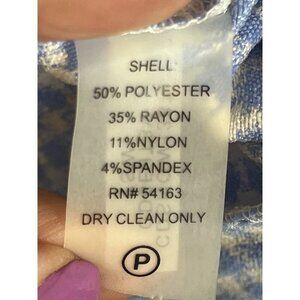 SHELL:
50% POLYESTER
35% RAYON
11%NYLON
4%SPANDEX
RN# 54163
DRY CLEAN ONLY
P